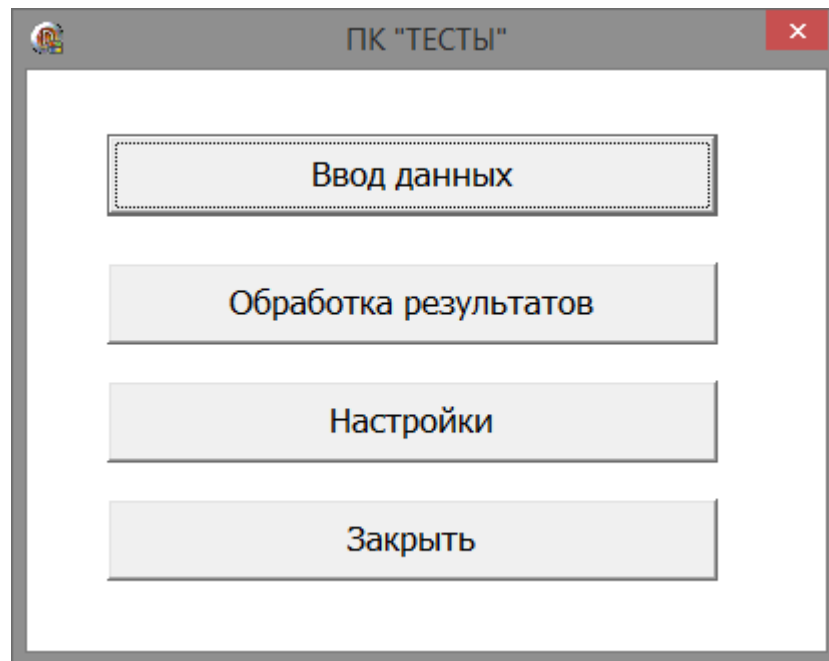 ПК "ТЕСТЫ"
Ввод данных
Обработка результатов
Настройки
Закрыть